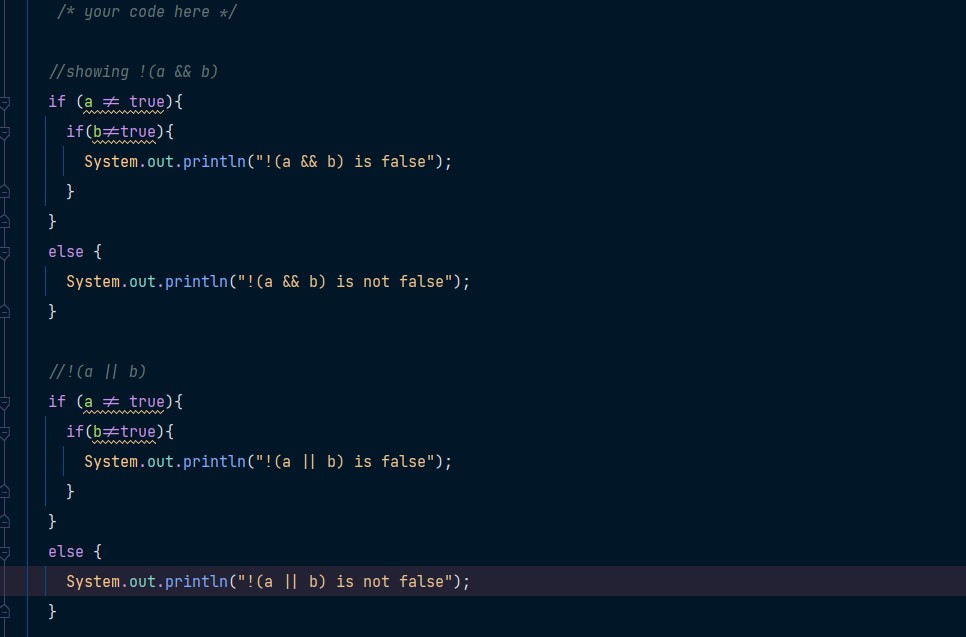 /* your code here */
//showing !(a && b)
if (a ≠ true){
if(b≠true){
System.out.println("!(a && b) is false");
}
}
else {
System.out.println("!(a && b) is not false");
}
//!(a || b)
if (a ≠ true){
if(b≠true){
System.out.println("!(a || b) is false");
}
}
else {
System.out.println("!(a || b) is not false");
}